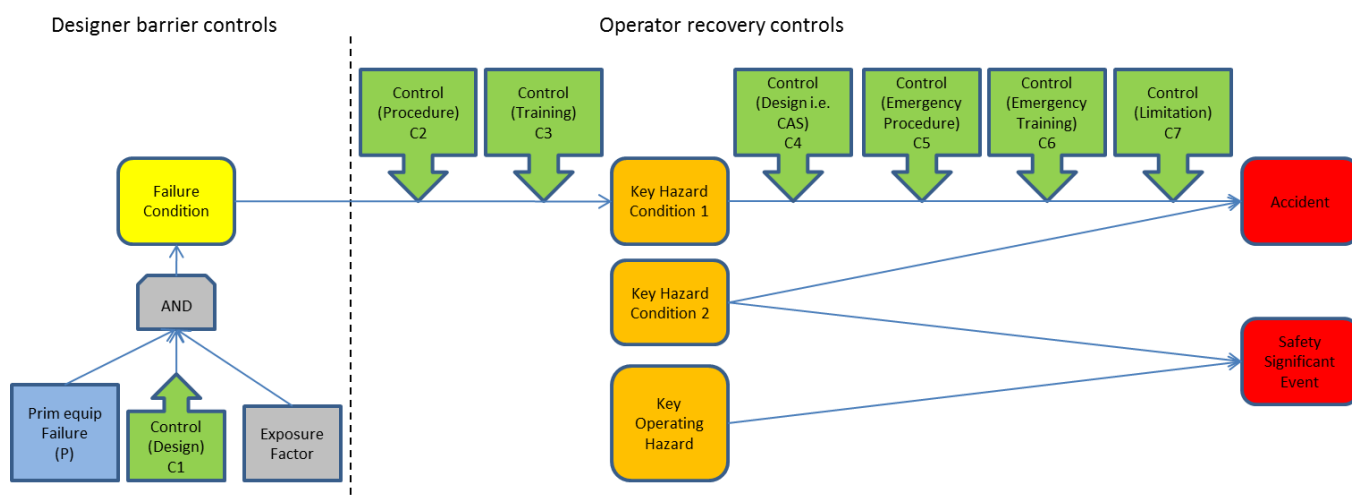 Designer barrier controls
Operator recovery controls
Control
(Procedure)
C2
Control
(Training)
C3
Control
(Design i.e.
CAS)
C4
Control
(Emergency
Procedure)
C5
Control
(Emergency
Training)
C6
Control
(Limitation)
C7
Failure
Condition
Key Hazard
Condition 1
Accident
AND
Key Hazard
Condition 2
Safety
Significant
Event
Prim equip
Failure
(P)
Control
(Design)
C1
Exposure
Factor
Key
Operating
Hazard